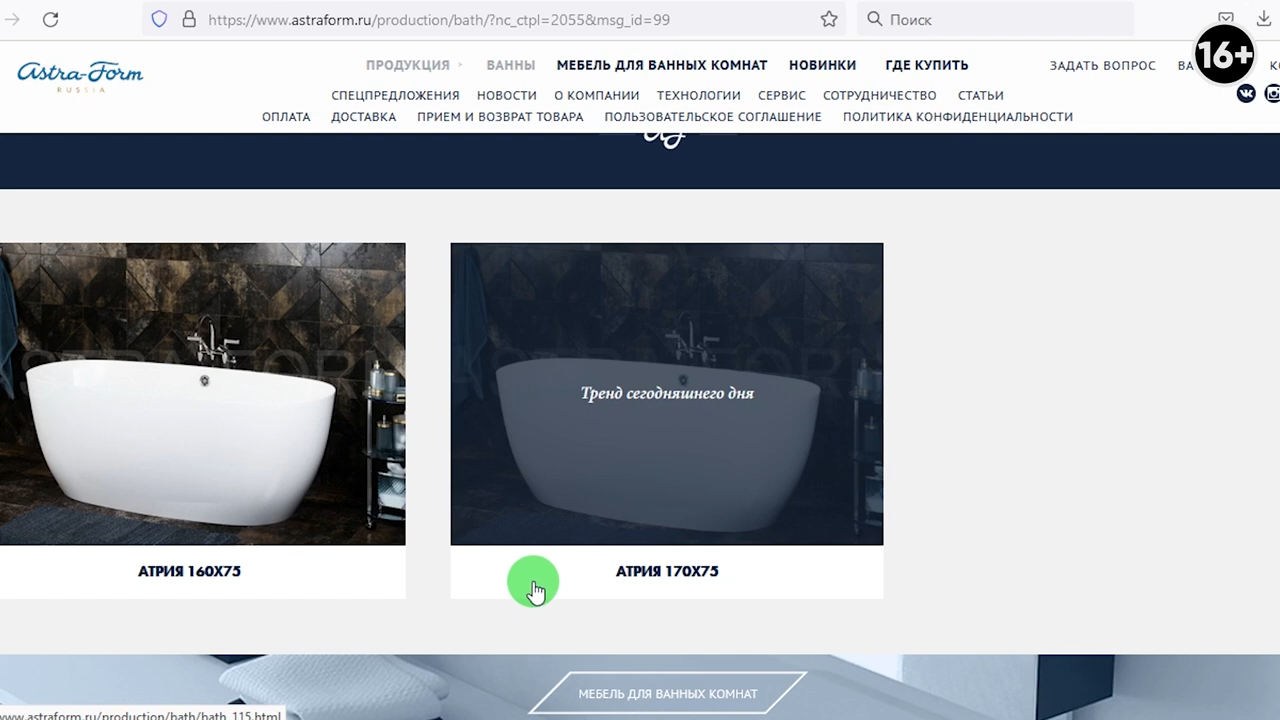 https://www.astraform.ru/production/bath/?nc_ctpl=2055&msg_id=99
Поиск
16+
Astra-Form
RUSSIA
ПРОДУКЦИЯ
ВАННЫ
МЕБЕЛЬ ДЛЯ ВАННЫХ КОМНАТ
НОВИНКИ
ГДЕ КУПИТЬ
ЗАДАТЬ ВОПРОС
СПЕЦПРЕДЛОЖЕНИЯ
НОВОСТИ
О КОМПАНИИ
ТЕХНОЛОГИИ
СЕРВИС
СОТРУДНИЧЕСТВО
СТАТЬИ
ОПЛАТА
ДОСТАВКА
ПРИЕМ И ВОЗВРАТ ТОВАРА
ПОЛЬЗОВАТЕЛЬСКОЕ СОГЛАШЕНИЕ
ПОЛИТИКА КОНФИДЕНЦИАЛЬНОСТИ
Тренд сегодняшнего дня
АТРИЯ 160X75
АТРИЯ 170X75
МЕБЕЛЬ ДЛЯ ВАННЫХ КОМНАТ
www.astraform.ru/production/bath/bath_115.html